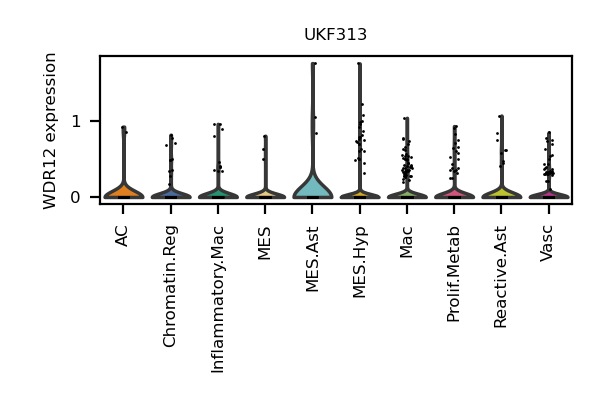 UKF313
WDR12 expression
1
0
AC
Chromatin.Reg
Inflammatory.Mac
MES
MES.Ast
MES.Hyp
Mac
Prolif.Metab
Reactive.Ast
Vasc